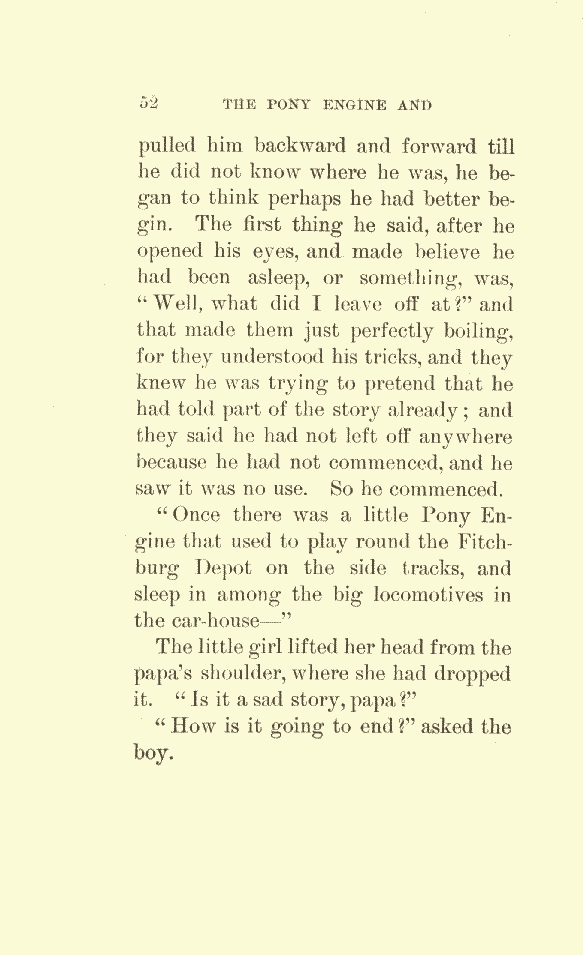 52 THE PONY ENGINE AND
pulled him backward and forward till
he did not know where he was, he be-
gan to think perhaps he had better be-
gin. The first thing he said, after he
opened his eyes, and made believe he
had been asleep, or something, was,
“Well, what did I leave off at?” and
that made them just perfectly boiling,
for they understood his tricks, and they
knew he was trying to pretend that he
had told part of the story already; and
they said he had not left off anywhere
because he had not commenced, and he
saw it was no use. So he commenced.
“Once there was a little Pony En-
gine that used to play round the Fitch-
burg Depot on the side tracks, and
sleep in among the big locomotives in
the car-house—”
The little girl lifted her head from the
papa's shoulder, where she had dropped
it. “Is it a sad story, papa?”
“How is it going to end?” asked the
boy.